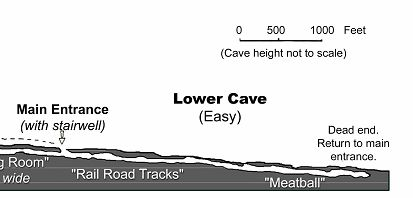 0 500 1000 Feet
(Cave height not to scale)
Lower Cave
(Easy)
Main Entrance
(with stairwell)
Dead end.
Return to main
entrance.
g Room"
wide
"Rail Road Tracks"
"Meatball"